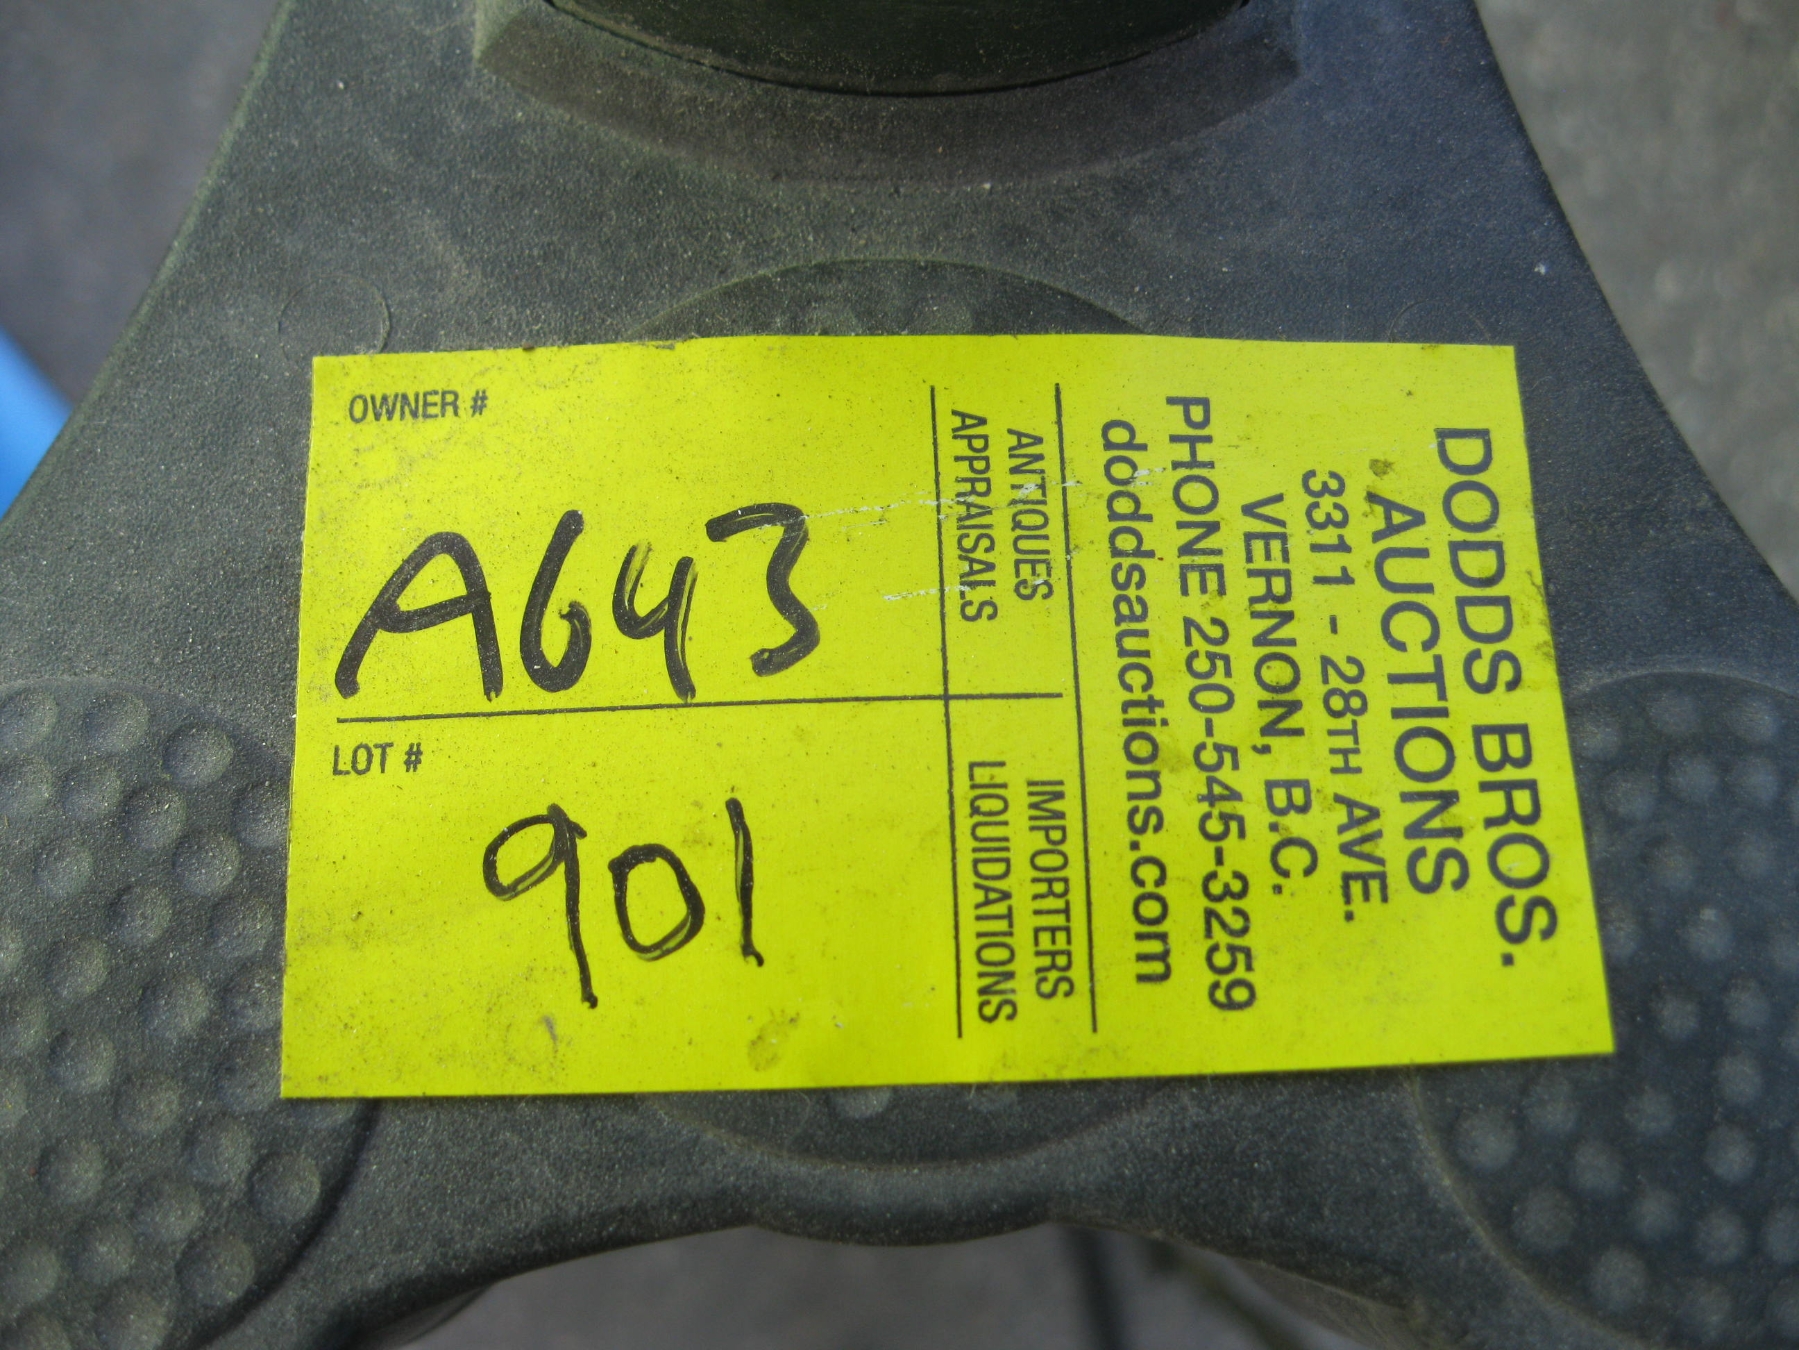 OWNER #
A643
LOT #
901
DODDS BROS.
AUCTIONS
3311 - 28TH AVE.
VERNON, B.C.
PHONE 250-545-3259
doddsauctions.com
ANTIQUES
APPRAISALS
IMPORTERS
LIQUIDATIONS